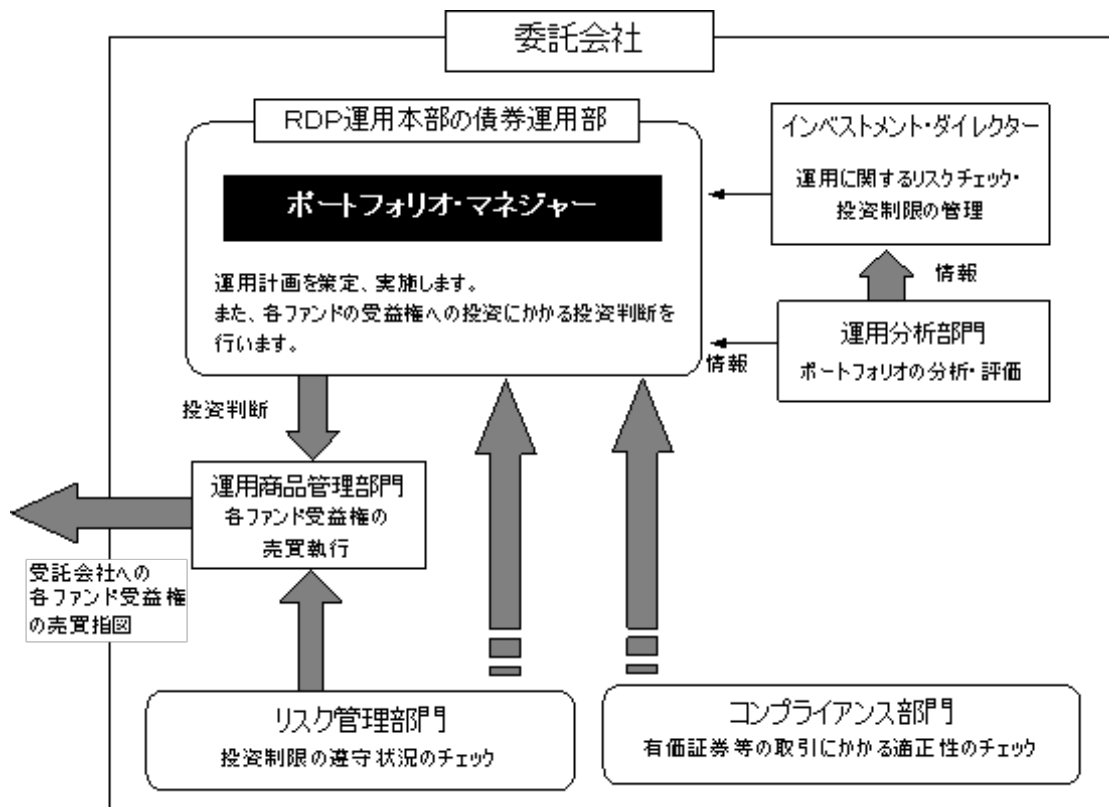 委託会社
RDP運用本部の債券運用部
ポートフォリオ・マネジャー
運用計画を策定、実施します。
また、各ファンドの受益権への投資にかかる投資判断を
行います。
インベストメント・ダイレクター
運用に関するリスクチェック・
投資制限の管理
情報
運用分析部門
ポートフォリオの分析・評価
情報
投資判断
運用商品管理部門
各ファンド受益権の
売買執行
受託会社への
各ファンド受益権
の売買指図
リスク管理部門
投資制限の遵守状況のチェック
コンプライアンス部門
有価証券等の取引にかかる適正性のチェック